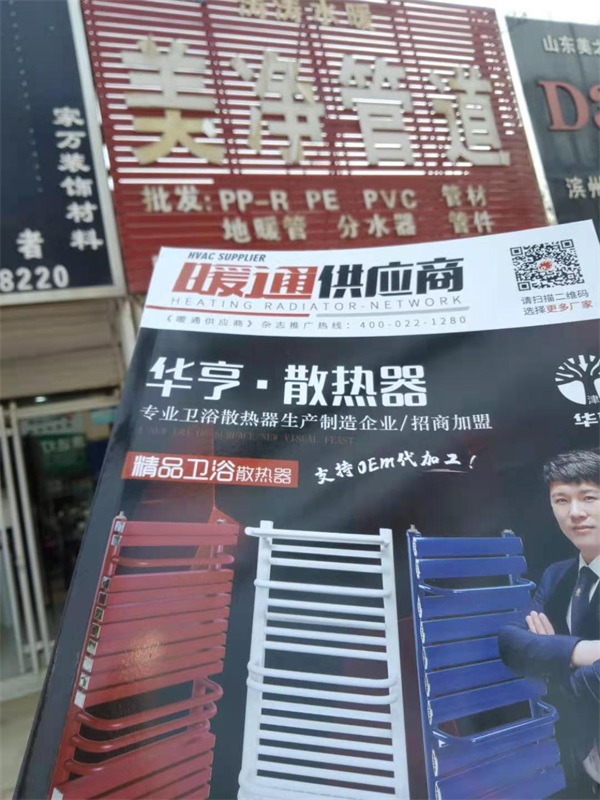 涛涛水暖
美净管道
批发:PP-R PE PVC 管材
地暖管 分水器 管件
家万装饰材料
者
8220
山东美
D
滨州
HVAC SUPPLIER
暖通供应商
HEATING RADIATOR-NETWORK
《暖通供应商》杂志推广热线:400-022-1280
请扫描二维码
选择更多厂家
华亨·散热器
专业卫浴散热器生产制造企业/招商加盟
精品卫浴散热器
支持OEM代加工!
津
华